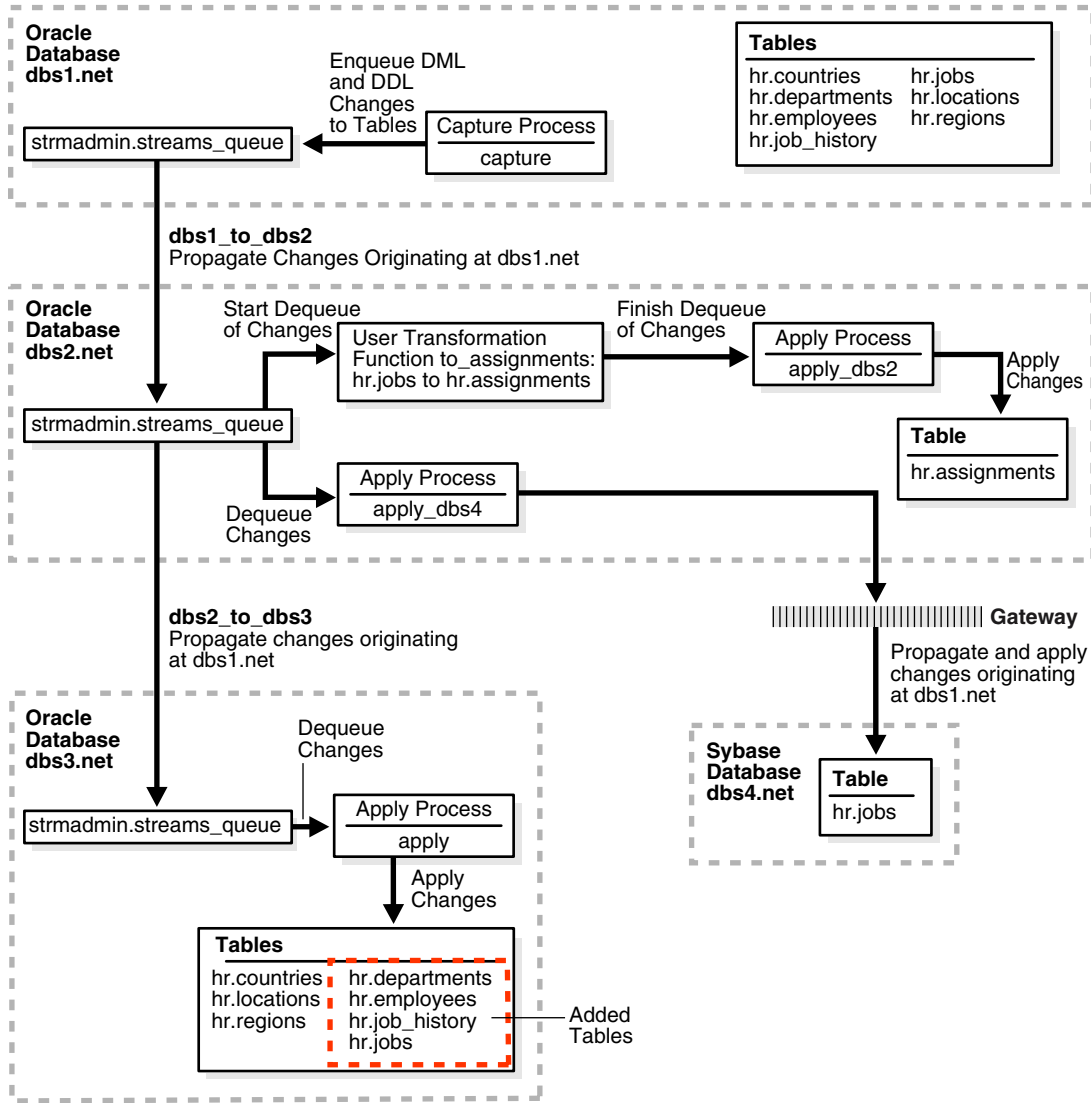 Oracle
Database
dbs1.net
Enqueue DML
and DDL
Changes
to Tables
strmadmin.streams_queue
Capture Process
capture
Tables
hr.countries
hr.departments
hr.employees
hr.job_history
hr.jobs
hr.locations
hr.regions
dbs1_to_dbs2
Propagate Changes Originating at dbs1.net
Oracle
Database
dbs2.net
Start Dequeue
of Changes
User Transformation
Function to_assignments:
hr.jobs to hr.assignments
Finish Dequeue
of Changes
Apply Process
apply_dbs2
Apply
Changes
strmadmin.streams_queue
Table
hr.assignments
Dequeue
Changes
Apply Process
apply_dbs4
dbs2_to_dbs3
Propagate changes originating
at dbs1.net
Gateway
Propagate and apply
changes originating
at dbs1.net
Oracle
Database
dbs3.net
Dequeue
Changes
strmadmin.streams_queue
Apply Process
apply
Apply
Changes
Tables
hr.countries
hr.locations
hr.regions
hr.departments
hr.employees
hr.job_history
hr.jobs
Added
Tables
Sybase
Database
dbs4.net
Table
hr.jobs